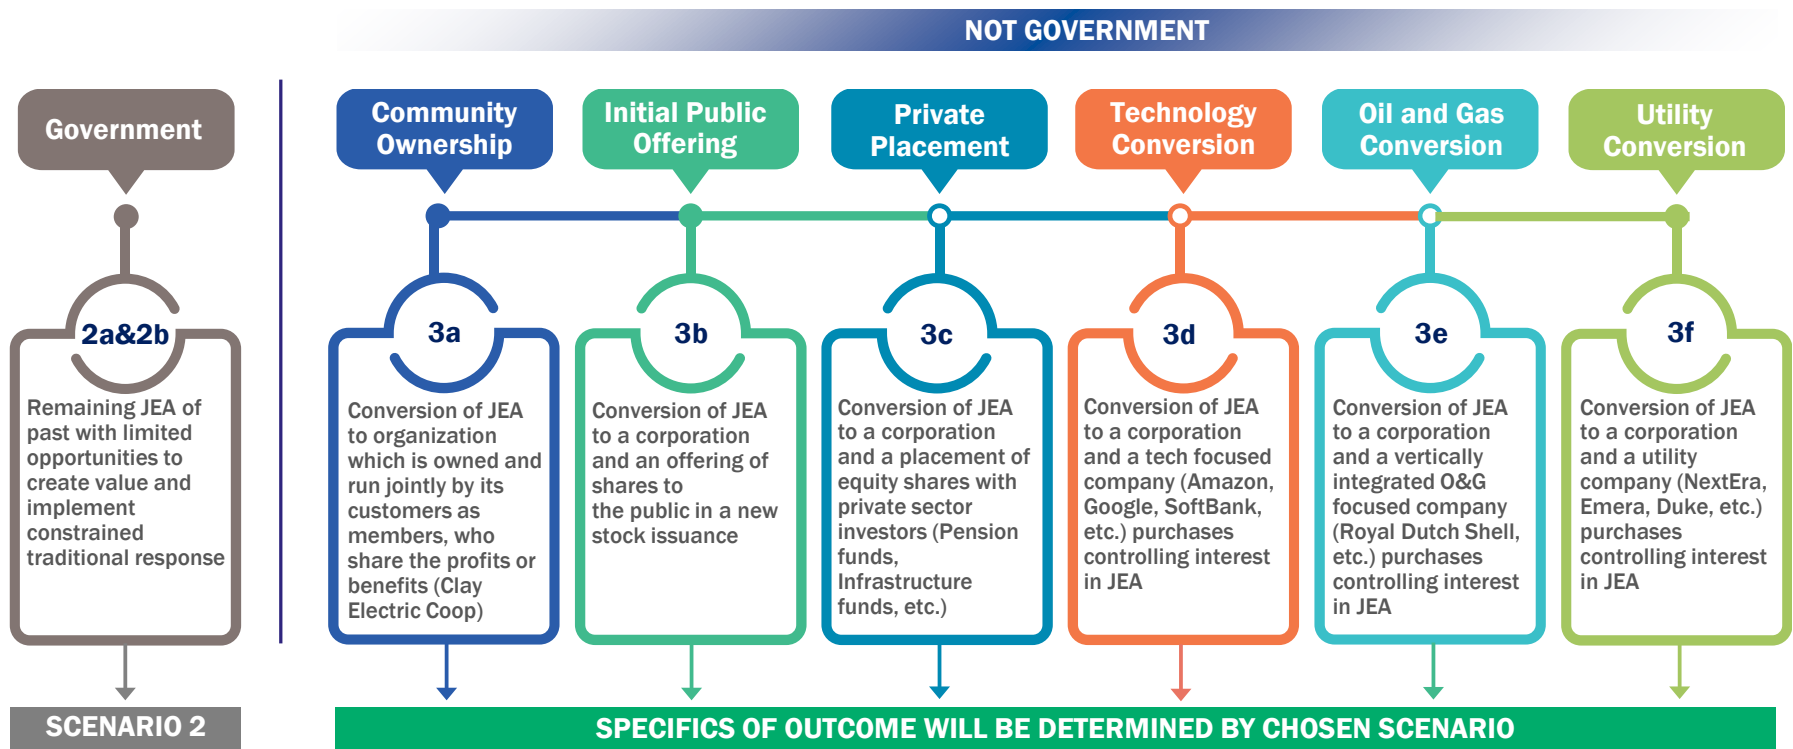 NOT GOVERNMENT
Government
2a&2b
Remaining JEA of
past with limited
opportunities to
create value and
implement
constrained
traditional response
SCENARIO 2
Community
Ownership
3a
Conversion of JEA
to organization
which is owned and
run jointly by its
customers as
members, who
share the profits or
benefits (Clay
Electric Coop)
Initial Public
Offering
3b
Conversion of JEA
to a corporation
and an offering of
shares to
the public in a new
stock issuance
Private
Placement
3c
Conversion of JEA
to a corporation
and a placement of
equity shares with
private sector
investors (Pension
funds,
Infrastructure
funds, etc.)
Technology
Conversion
3d
Conversion of JEA
to a corporation
and a tech focused
company (Amazon,
Google, SoftBank,
etc.) purchases
controlling interest
in JEA
Oil and Gas
Conversion
3e
Conversion of JEA
to a corporation
and a vertically
integrated O&G
focused company
(Royal Dutch Shell,
etc.) purchases
controlling interest
in JEA
Utility
Conversion
3f
Conversion of JEA
to a corporation
and a utility
company (NextEra,
Emera, Duke, etc.)
purchases
controlling interest
in JEA
SPECIFICS OF OUTCOME WILL BE DETERMINED BY CHOSEN SCENARIO